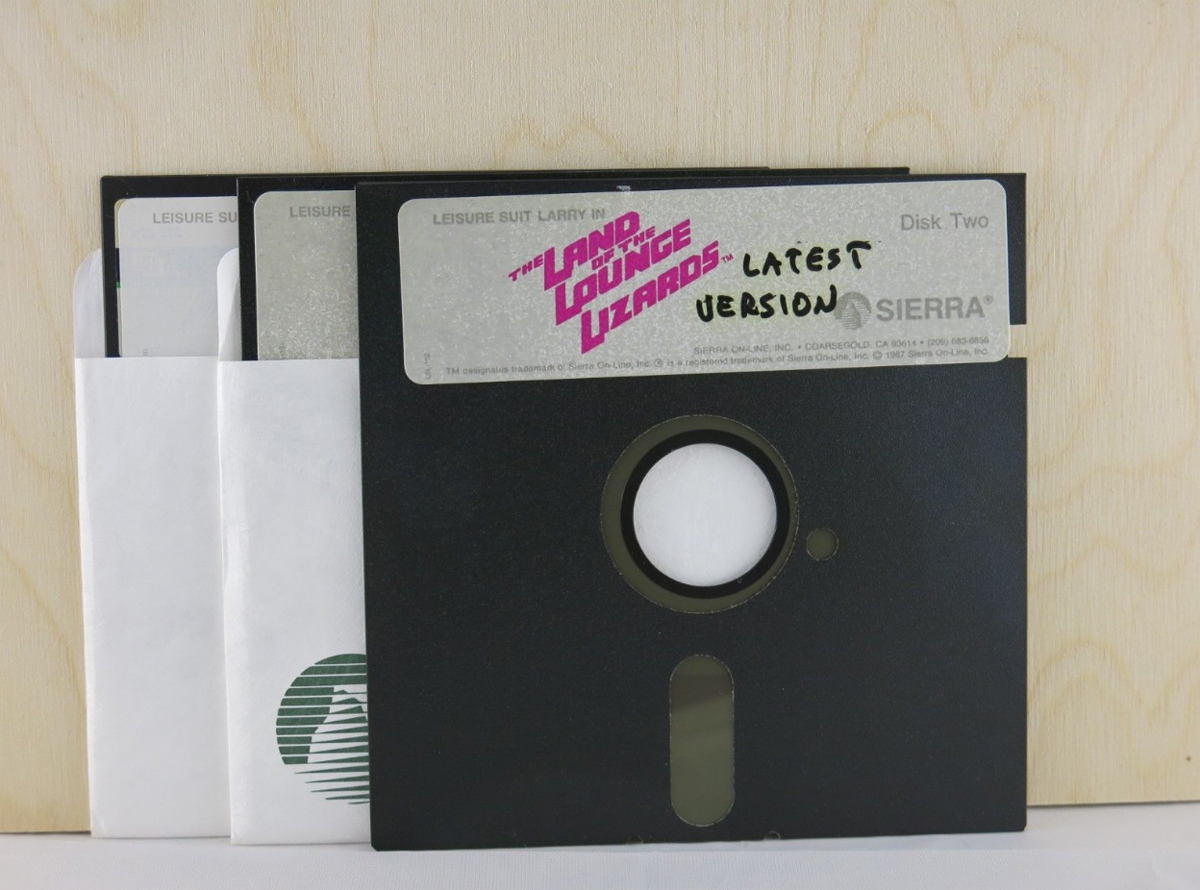 LEISURE SU
LEISURE
LEISURE SUIT LARRY IN
THE LAND
OF THE
LOUNGE
LIZARDS™
Disk Two
LATEST
VERSION
SIERRA®
SIERRA ON-LINE, INC. • COARSEGOLD, CA 93614 • (209) 683-6858
TM designates trademark of Sierra On-Line, Inc. ® is a registered trademark of Sierra On-Line, Inc. © 1987 Sierra On-Line, Inc.